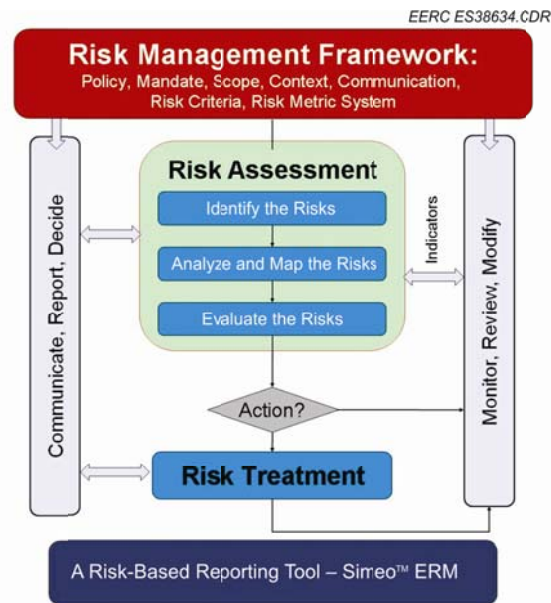 EERC ES38634.CDR
Risk Management Framework:
Policy, Mandate, Scope, Context, Communication,
Risk Criteria, Risk Metric System
Communicate, Report, Decide
Risk Assessment
Identify the Risks
Analyze and Map the Risks
Evaluate the Risks
Indicators
Monitor, Review, Modify
Action?
Risk Treatment
A Risk-Based Reporting Tool – Simeo™ ERM